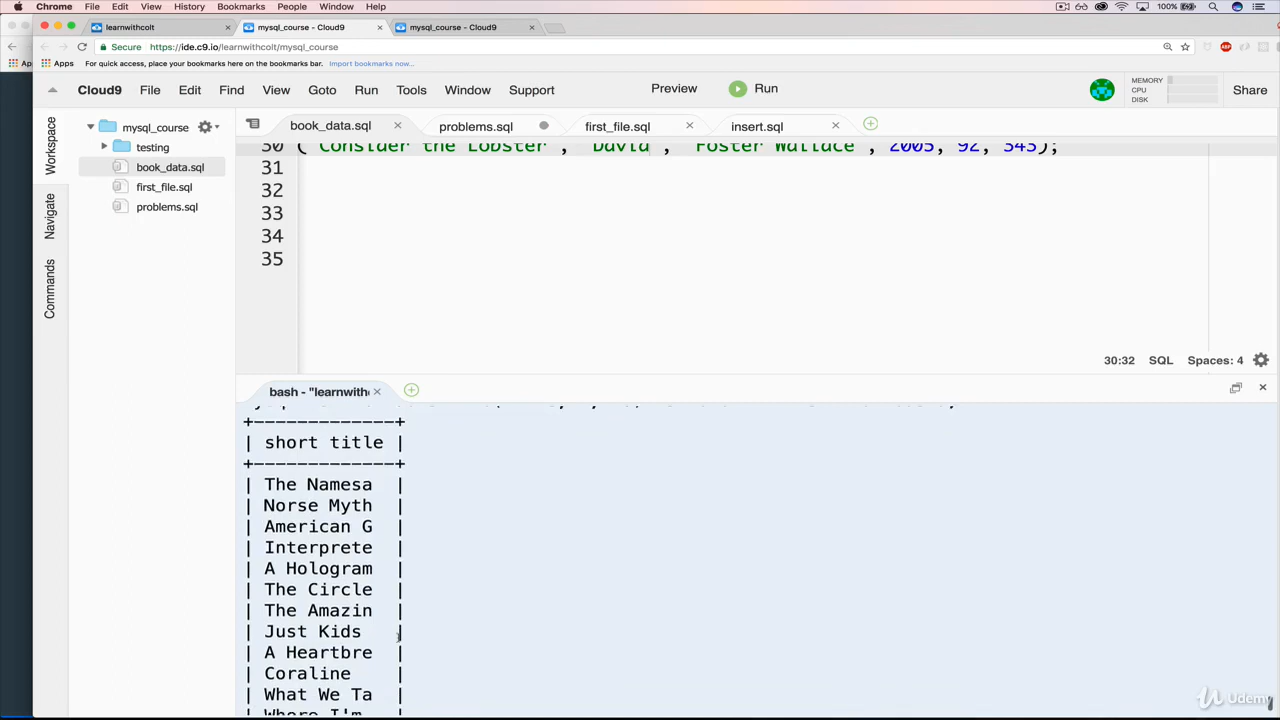 Chrome File Edit View History Bookmarks People Window Help 100%
learnwithcolt mysql_course - Cloud9 mysql_course - Cloud9
Secure https://ide.c9.io/learnwithcolt/mysql_course
Apps For quick access, place your bookmarks here on the bookmarks bar. Import bookmarks now...
Cloud9 File Edit Find View Goto Run Tools Window Support Preview Run MEMORY CPU DISK Share
Workspace
Navigate
Commands
mysql_course
testing
book_data.sql
first_file.sql
problems.sql
book_data.sql problems.sql first_file.sql insert.sql
30 ('Consider the Lobster', 'David', 'Foster Wallace', 2005, 92, 343);
31
32
33
34
35
30:32 SQL Spaces: 4
bash - "learnwith
+-------------+
| short title |
+-------------+
| The Namesa |
| Norse Myth |
| American G |
| Interprete |
| A Hologram |
| The Circle |
| The Amazin |
| Just Kids |
| A Heartbre |
| Coraline |
| What We Ta |
| Where I'm |
Udemy